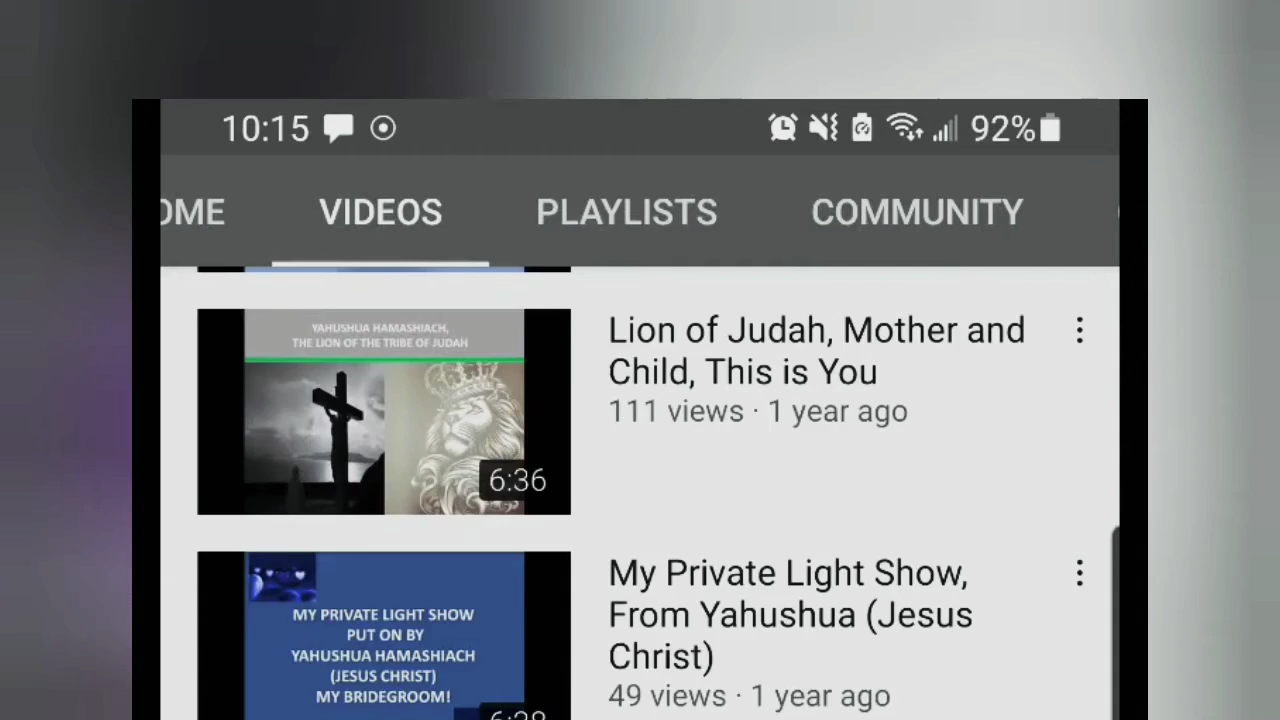 10:15
92%
OME VIDEOS PLAYLISTS COMMUNITY
YAHUSHUA HAMASHIACH,
THE LION OF THE TRIBE OF JUDAH
6:36
Lion of Judah, Mother and
Child, This is You
111 views · 1 year ago
MY PRIVATE LIGHT SHOW
PUT ON BY
YAHUSHUA HAMASHIACH
(JESUS CHRIST)
MY BRIDEGROOM!
My Private Light Show,
From Yahushua (Jesus
Christ)
49 views · 1 year ago